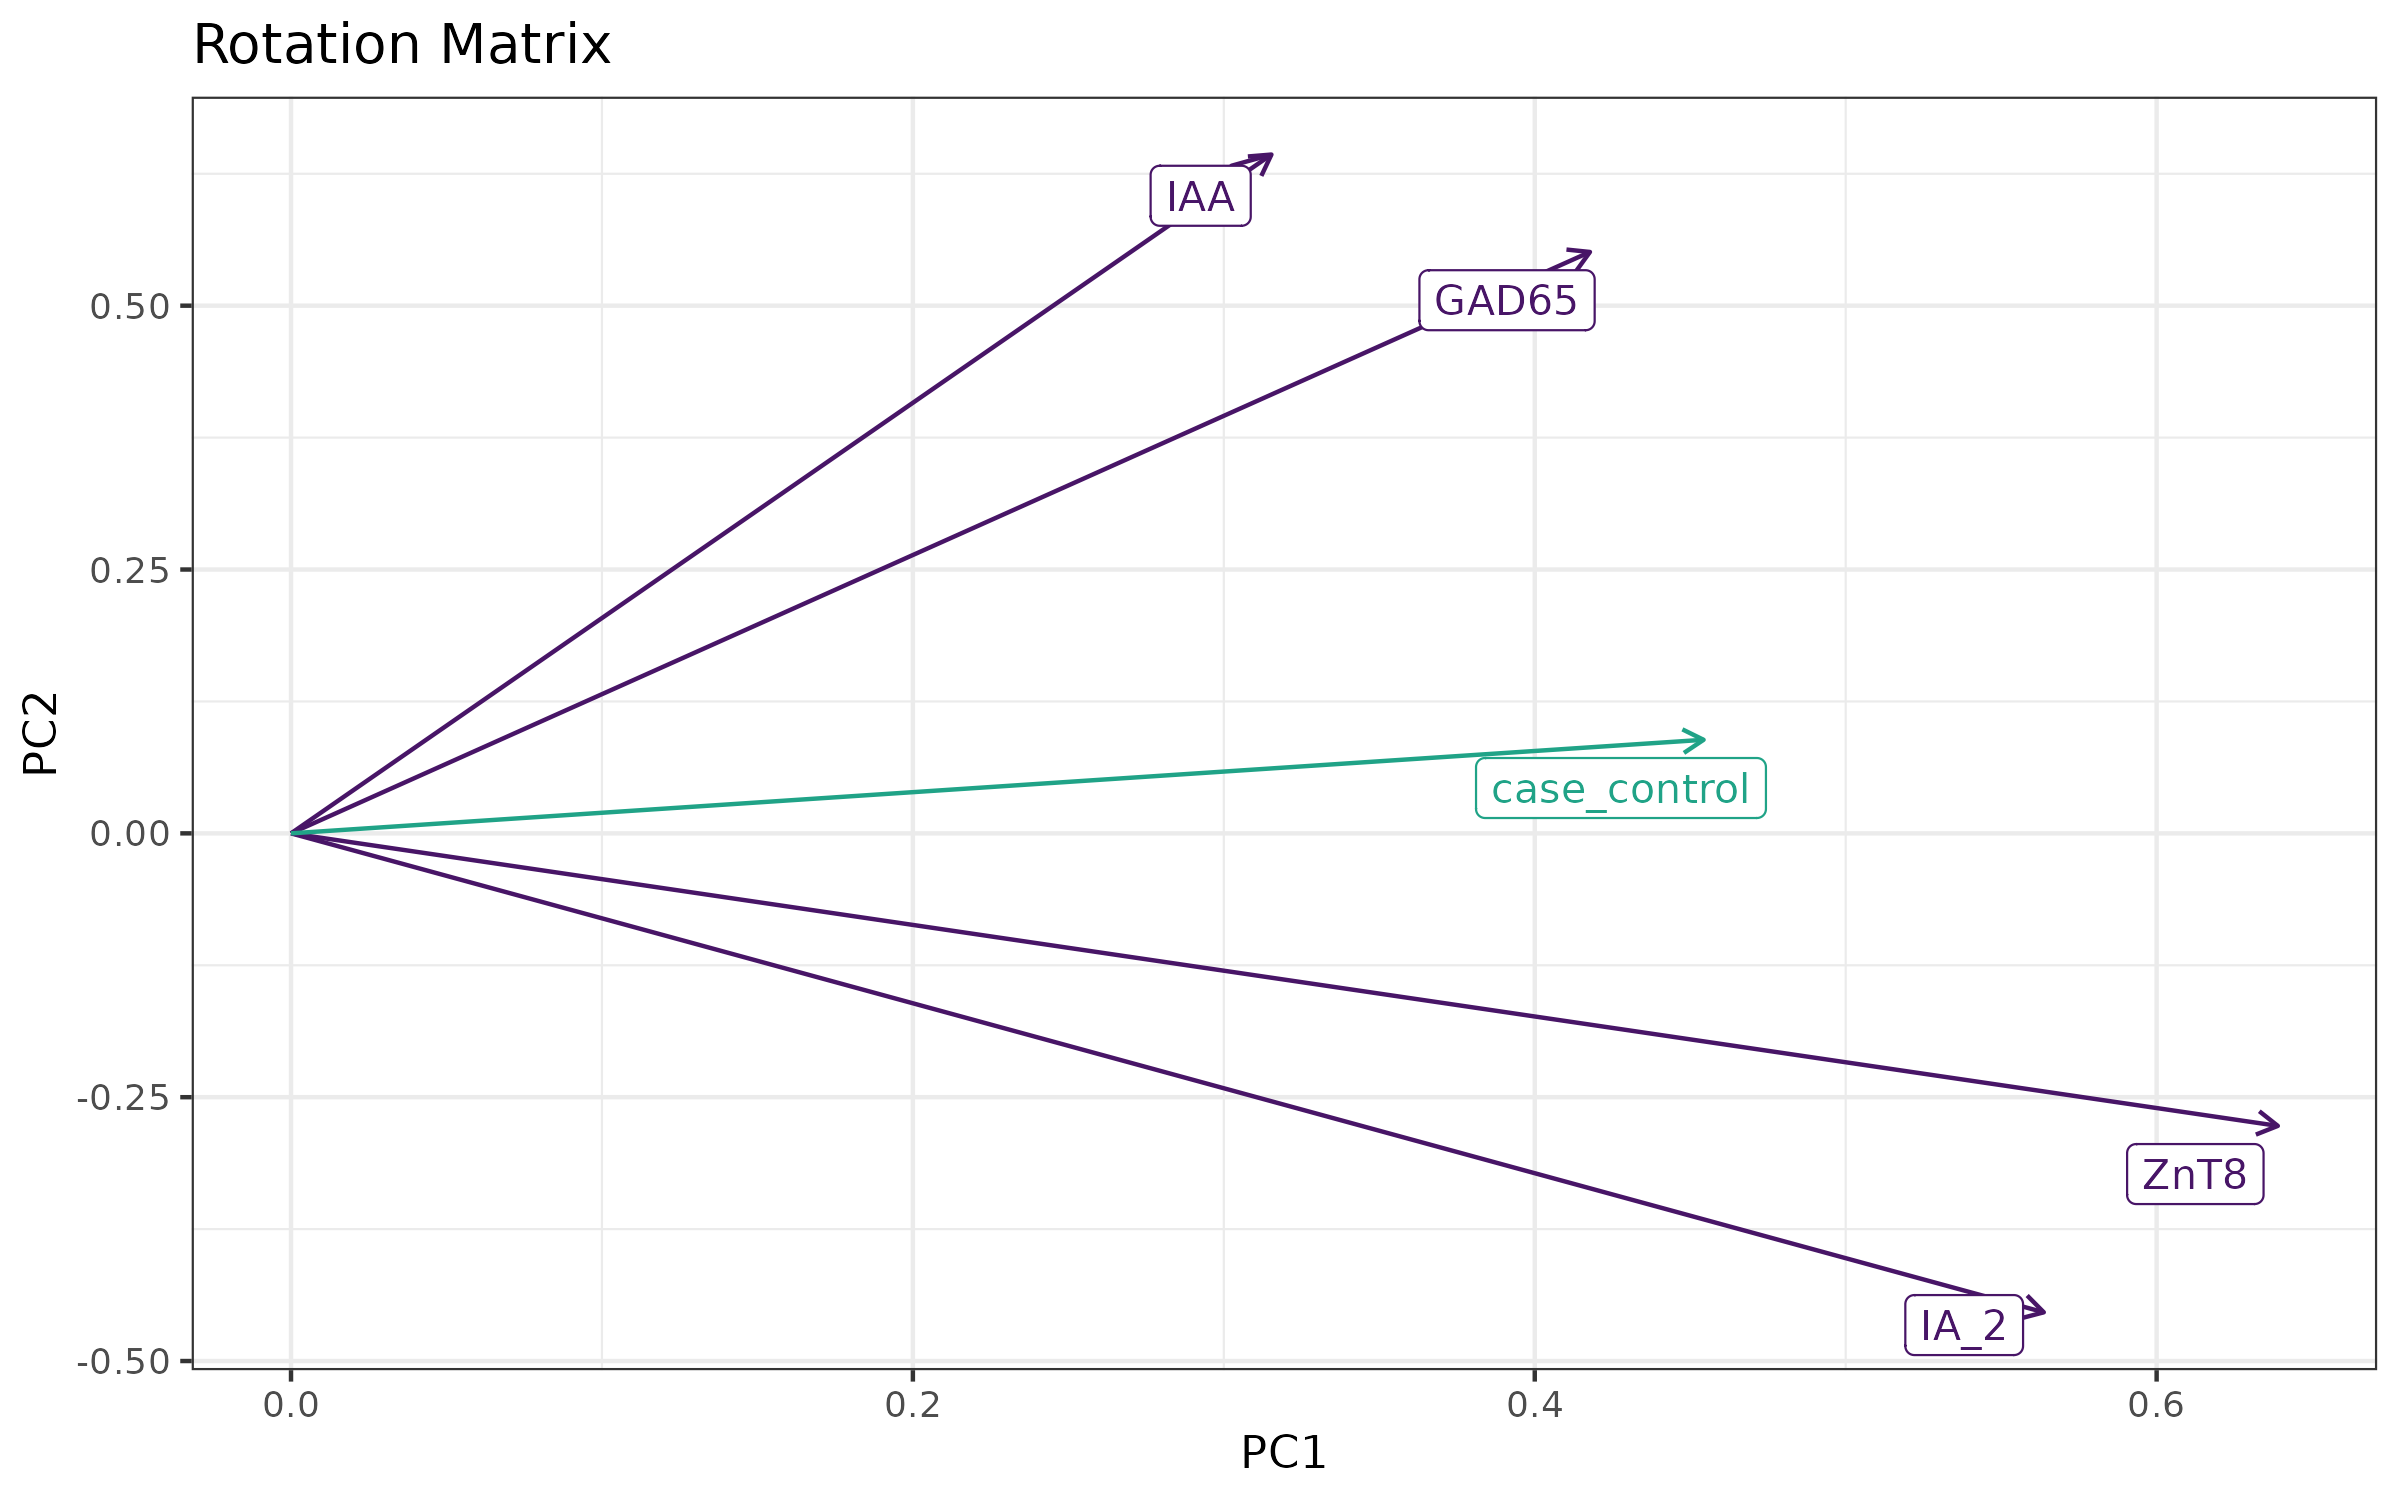 Rotation Matrix
IAA
GAD65
case_control
ZnT8
IA_2
PC2
0.50
0.25
0.00
-0.25
-0.50
0.0 0.2 0.4 0.6
PC1